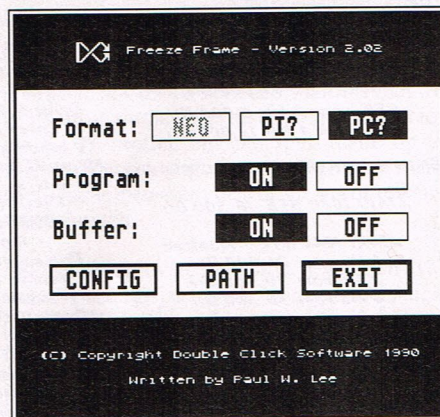 Freeze Frame - Version 2.02
Format: NEO PI? PC?
Program: ON OFF
Buffer: ON OFF
CONFIG PATH EXIT
(C) Copyright Double Click Software 1990
Written by Paul W. Lee